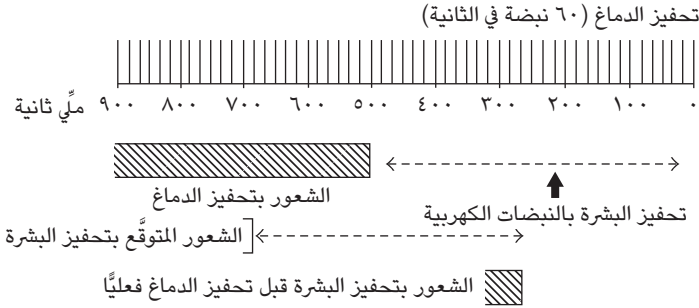 تحفيز الدماغ (٦٠ نبضة في الثانية)
٠ ١٠٠ ٢٠٠ ٣٠٠ ٤٠٠ ٥٠٠ ٦٠٠ ٧٠٠ ٨٠٠ ٩٠٠ ملِّي ثانية
الشعور بتحفيز الدماغ
تحفيز البشرة بالنبضات الكهربية
الشعور المتوقَّع بتحفيز البشرة
الشعور بتحفيز البشرة قبل تحفيز الدماغ فعليًّا